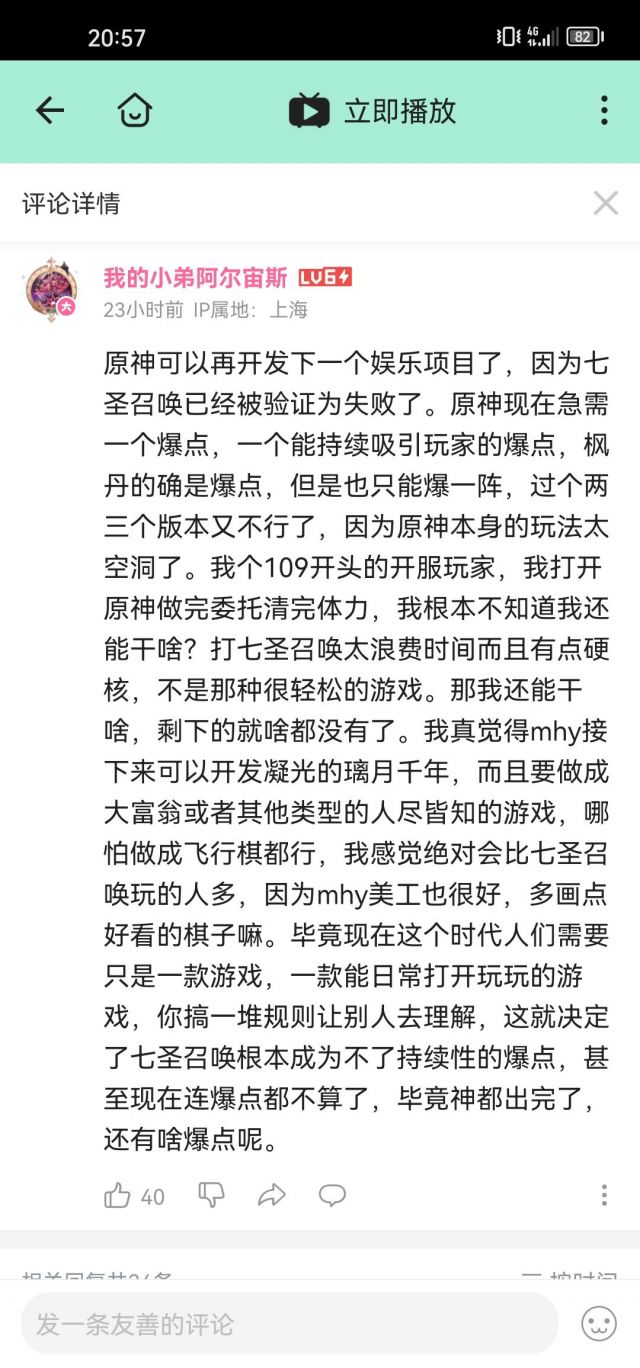 20:57
4G
82
立即播放
评论详情
我的小弟阿尔宙斯 LV6
大
23小时前 IP属地：上海
原神可以再开发下一个娱乐项目了，因为七
圣召唤已经被验证为失败了。原神现在急需
一个爆点，一个能持续吸引玩家的爆点，枫
丹的确是爆点，但是也只能爆一阵，过个两
三个版本又不行了，因为原神本身的玩法太
空洞了。我个109开头的开服玩家，我打开
原神做完委托清完体力，我根本不知道我还
能干啥？打七圣召唤太浪费时间而且有点硬
核，不是那种很轻松的游戏。那我还能干
啥，剩下的就啥都没有了。我真觉得mhy接
下来可以开发凝光的璃月千年，而且要做成
大富翁或者其他类型的人尽皆知的游戏，哪
怕做成飞行棋都行，我感觉绝对会比七圣召
唤玩的人多，因为mhy美工也很好，多画点
好看的棋子嘛。毕竟现在这个时代人们需要
只是一款游戏，一款能日常打开玩玩的游
戏，你搞一堆规则让别人去理解，这就决定
了七圣召唤根本成为不了持续性的爆点，甚
至现在连爆点都不算了，毕竟神都出完了，
还有啥爆点呢。
40
相关回复共24条 按时间
发一条友善的评论